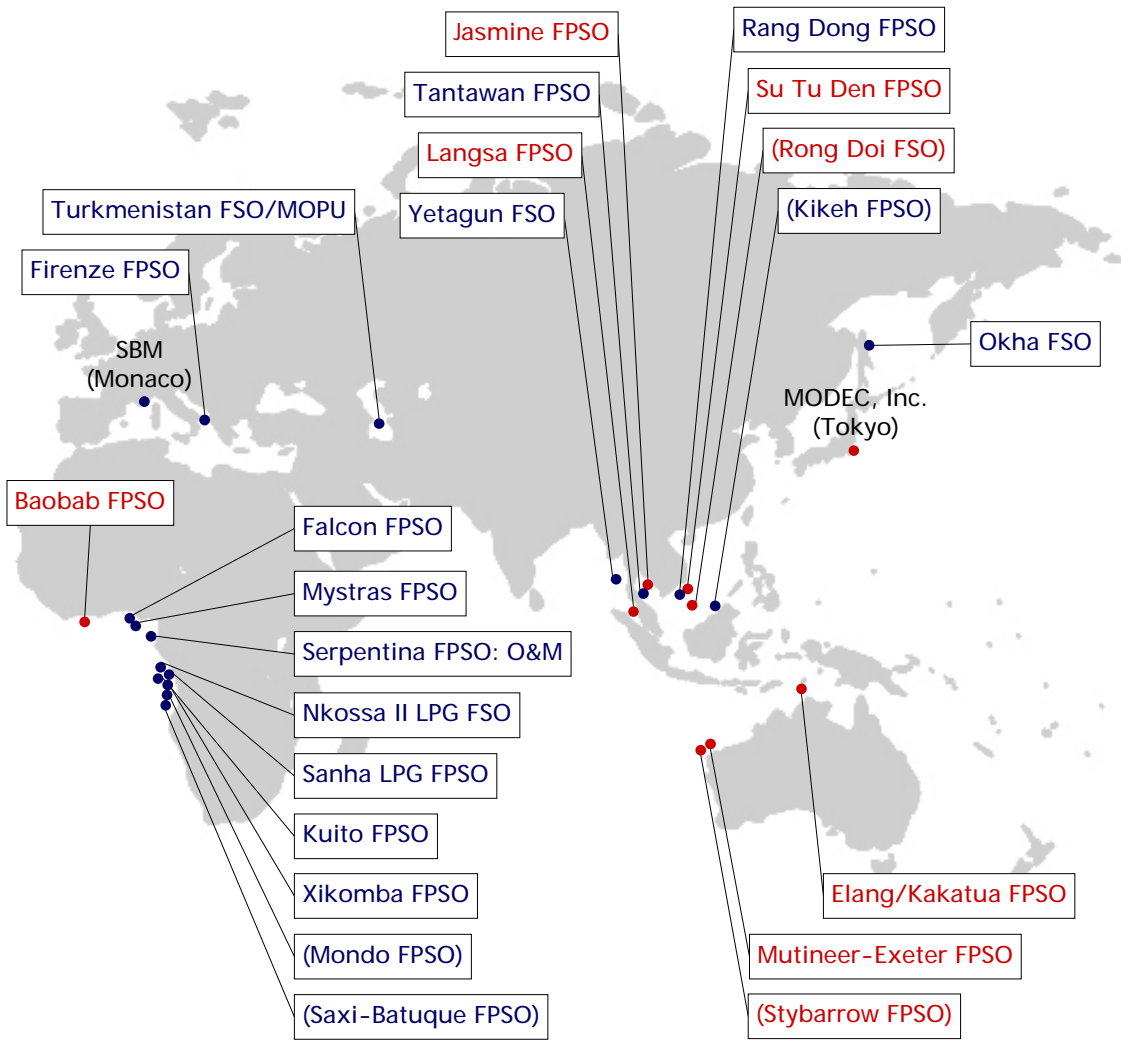 Jasmine FPSO
Rang Dong FPSO
Tantawan FPSO
Su Tu Den FPSO
Langsa FPSO
(Rong Doi FSO)
Turkmenistan FSO/MOPU
Yetagun FSO
(Kikeh FPSO)
Firenze FPSO
Okha FSO
SBM
(Monaco)
MODEC, Inc.
(Tokyo)
Baobab FPSO
Falcon FPSO
Mystras FPSO
Serpentina FPSO: O&M
Nkossa II LPG FSO
Sanha LPG FPSO
Kuito FPSO
Xikomba FPSO
Elang/Kakatua FPSO
(Mondo FPSO)
Mutineer-Exeter FPSO
(Saxi-Batuque FPSO)
(Stybarrow FPSO)